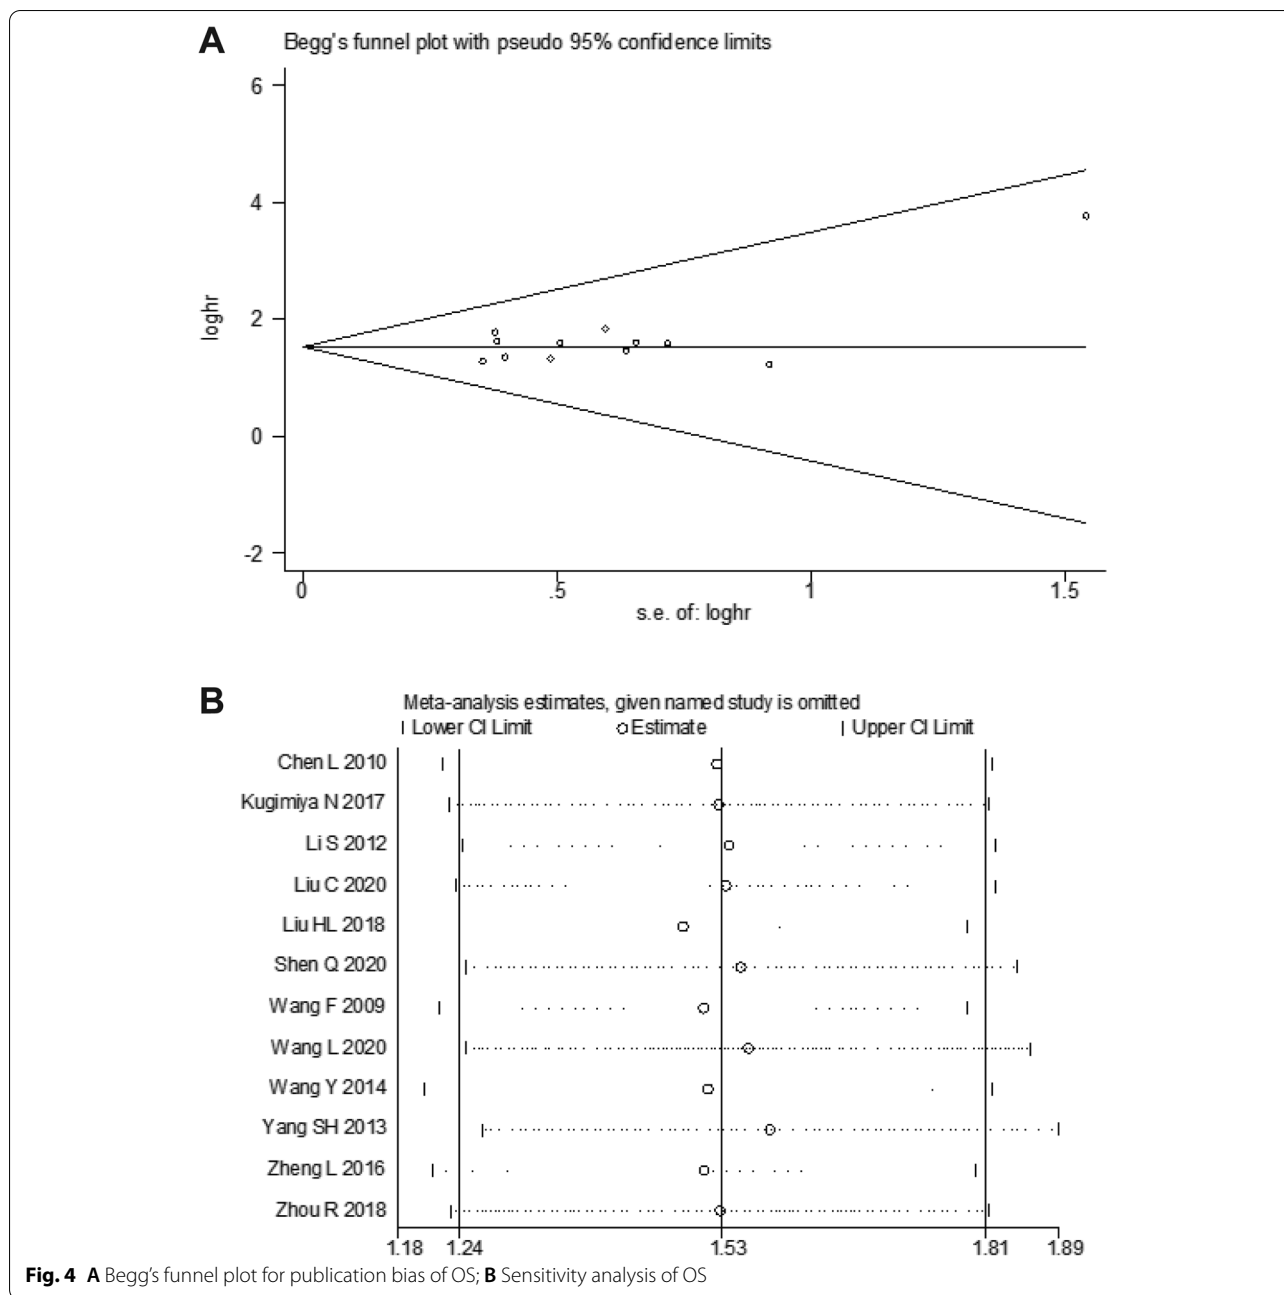 A
Begg's funnel plot with pseudo 95% confidence limits
6
4
2
0
-2
loghr
0 .5 1 1.5
s.e. of: loghr
B
Meta-analysis estimates, given named study is omitted
Lower CI Limit Estimate Upper CI Limit
Chen L 2010
Kugimiya N 2017
Li S 2012
Liu C 2020
Liu HL 2018
Shen Q 2020
Wang F 2009
Wang L 2020
Wang Y 2014
Yang SH 2013
Zheng L 2016
Zhou R 2018
1.18 1.24 1.53 1.81 1.89
Fig. 4 A Begg's funnel plot for publication bias of OS; B Sensitivity analysis of OS